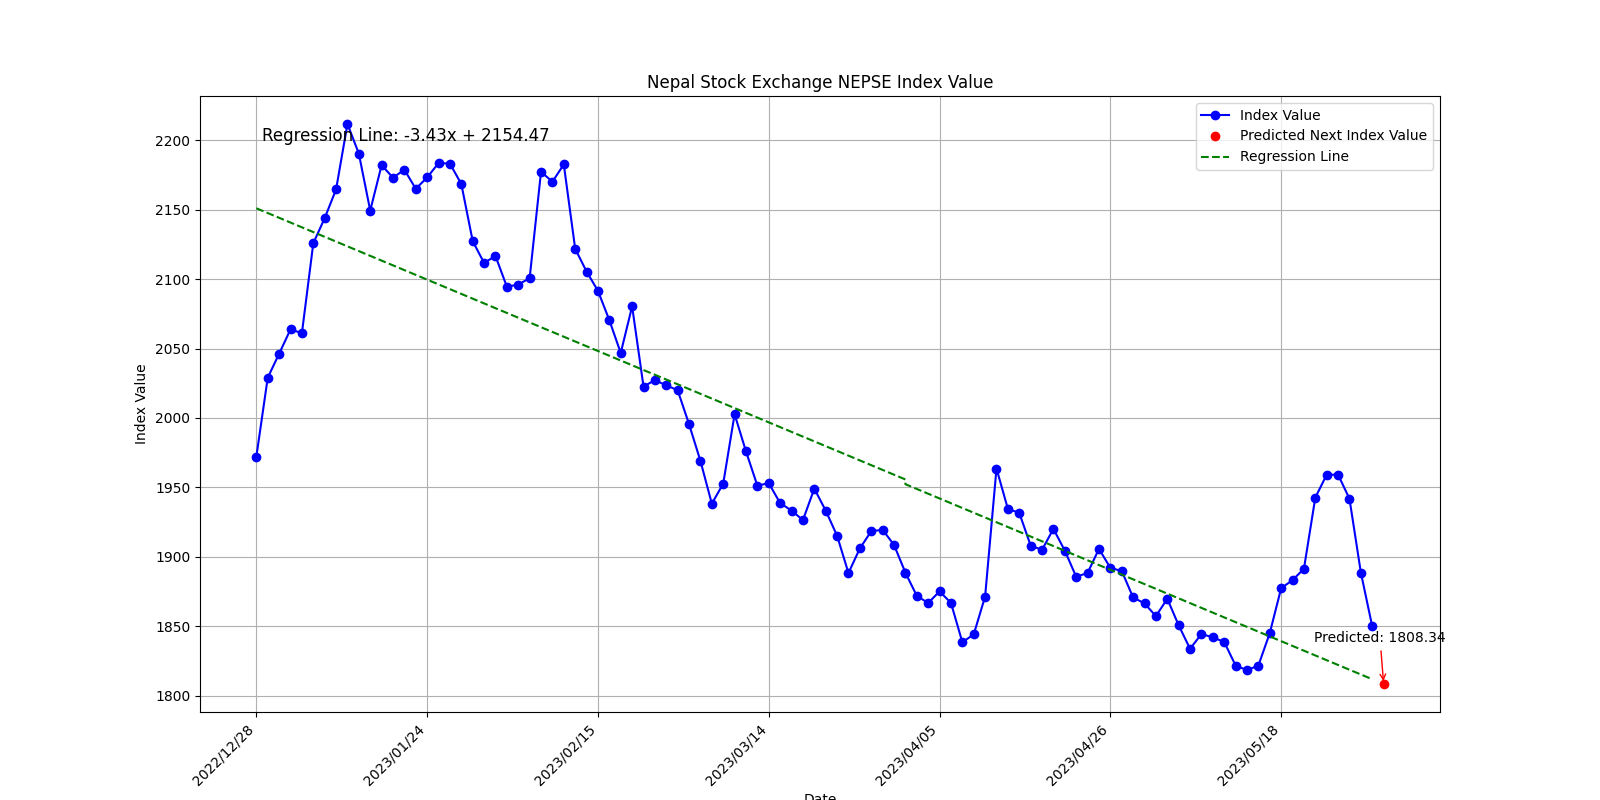 Nepal Stock Exchange NEPSE Index Value
Regression Line: -3.43x + 2154.47
Index Value
Predicted Next Index Value
Regression Line
2200
2150
2100
2050
2000
1950
1900
1850
1800
Index Value
Predicted: 1808.34
2022/12/28
2023/01/24
2023/02/15
2023/03/14
2023/04/05
2023/04/26
2023/05/18
Date